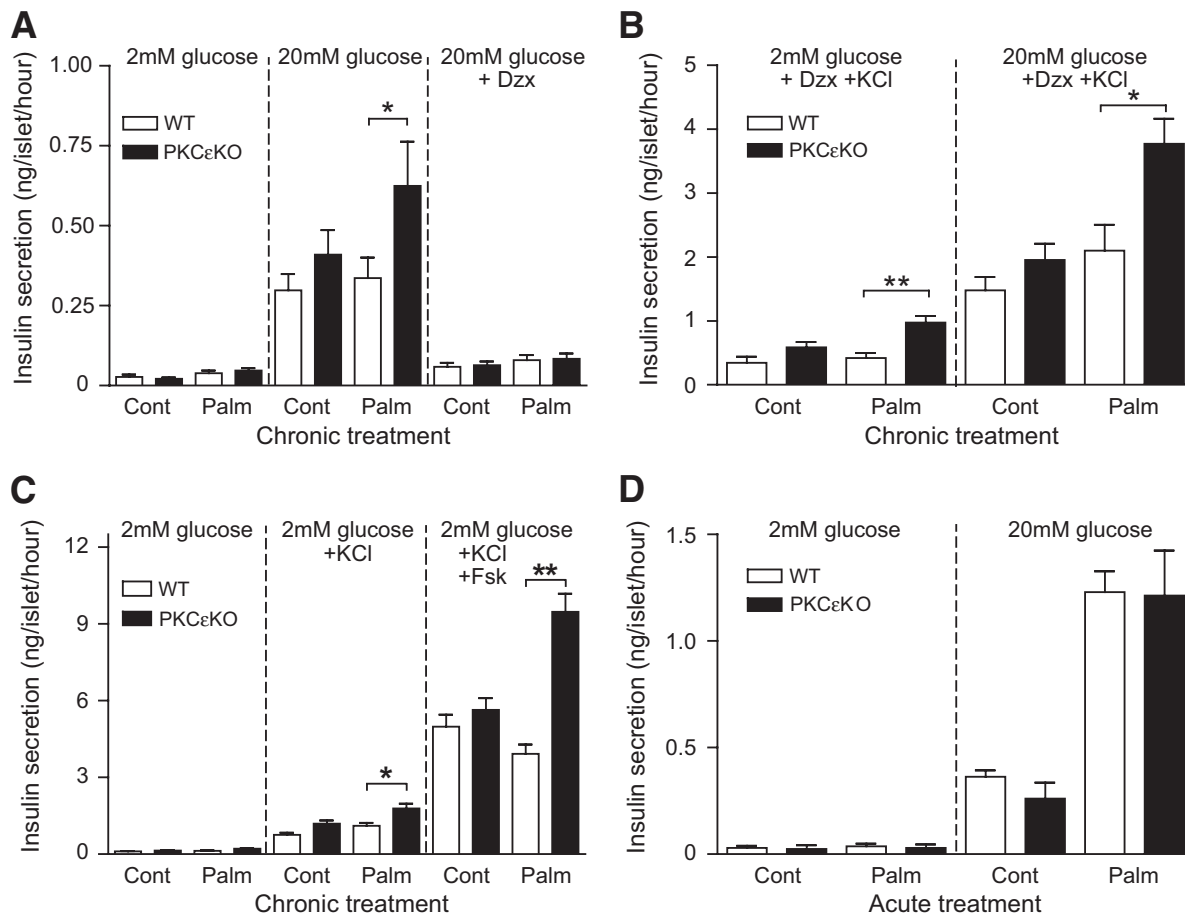 A
Insulin secretion (ng/islet/hour)
2mM glucose
20mM glucose
20mM glucose
+ Dzx
1.00
0.75
0.50
0.25
0
WT
PKCεKO
*
Cont
Palm
Cont
Palm
Cont
Palm
Chronic treatment
B
Insulin secretion (ng/islet/hour)
2mM glucose
+ Dzx +KCl
20mM glucose
+Dzx +KCl
5
4
3
2
1
0
WT
PKCεKO
**
*
Cont
Palm
Cont
Palm
Chronic treatment
C
Insulin secretion (ng/islet/hour)
2mM glucose
2mM glucose
+KCl
2mM glucose
+KCl
+Fsk
12
9
6
3
0
WT
PKCεKO
*
**
Cont
Palm
Cont
Palm
Cont
Palm
Chronic treatment
D
Insulin secretion (ng/islet/hour)
2mM glucose
20mM glucose
1.5
1.0
0.5
0
WT
PKCεKO
Cont
Palm
Cont
Palm
Acute treatment